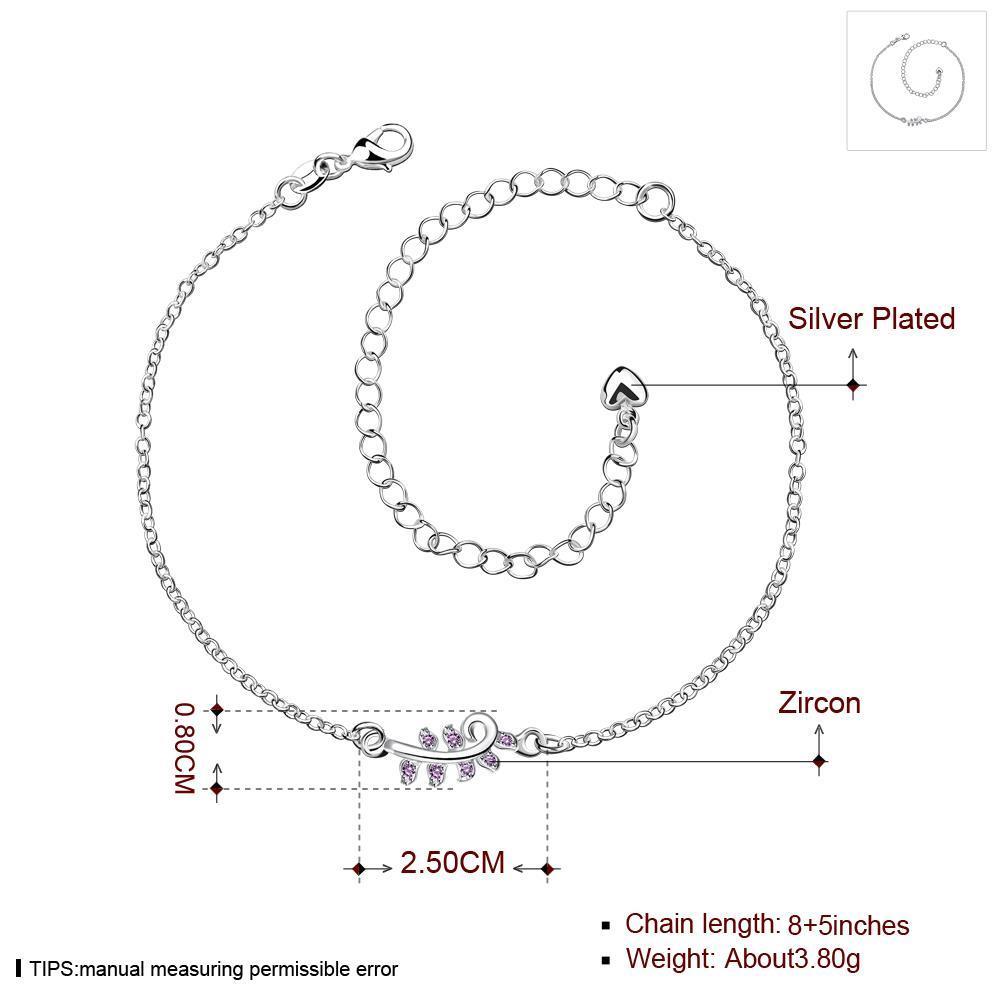 Silver Plated
Zircon
0.80CM
2.50CM
Chain length: 8+5inches
Weight: About3.80g
TIPS:manual measuring permissible error